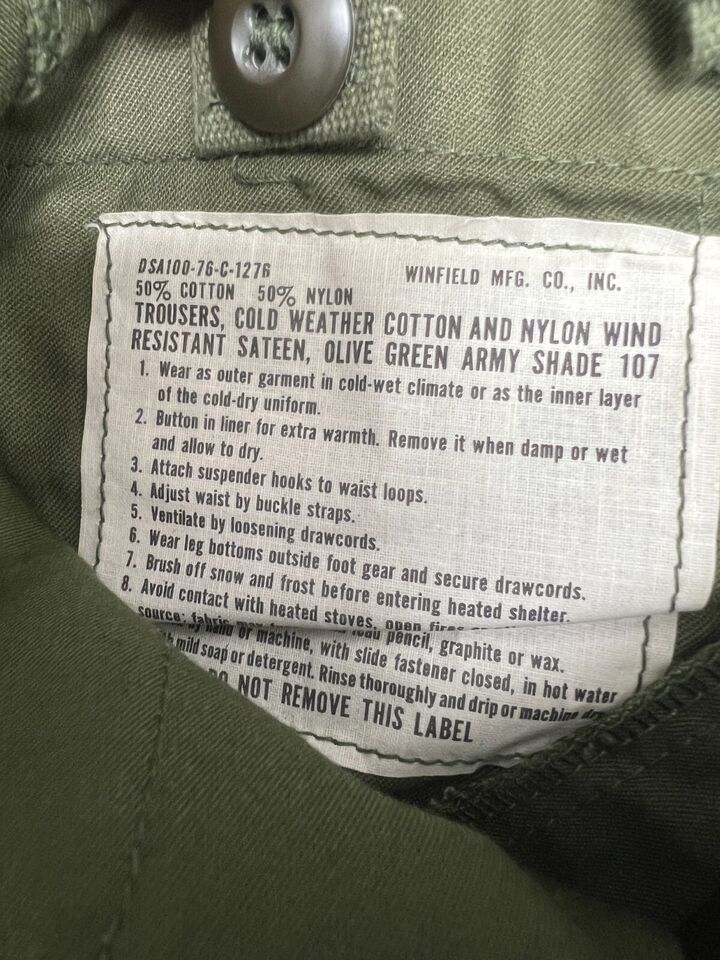 DSA100-76-C-1276
WINFIELD MFG. CO., INC.
50% COTTON 50% NYLON
TROUSERS, COLD WEATHER COTTON AND NYLON WIND
RESISTANT SATEEN, OLIVE GREEN ARMY SHADE 107
1. Wear as outer garment in cold-wet climate or as the inner layer
of the cold-dry uniform.
2. Button in liner for extra warmth. Remove it when damp or wet
and allow to dry.
3. Attach suspender hooks to waist loops.
4. Adjust waist by buckle straps.
5. Ventilate by loosening drawcords.
6. Wear leg bottoms outside foot gear and secure drawcords.
7. Brush off snow and frost before entering heated shelter.
8. Avoid contact with heated stoves, open
source; fabric
pencil, graphite or wax.
by hand or machine, with slide fastener closed, in hot water
mild soap or detergent. Rinse thoroughly and drip or machine
NOT REMOVE THIS LABEL